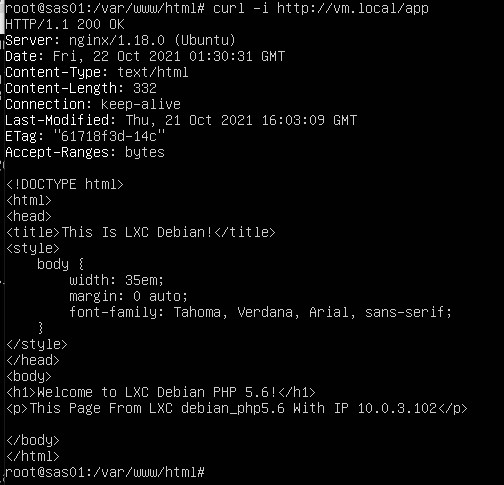 root@sas01:/var/www/html# curl -i http://vm.local/app
HTTP/1.1 200 OK
Server: nginx/1.18.0 (Ubuntu)
Date: Fri, 22 Oct 2021 01:30:31 GMT
Content-Type: text/html
Content-Length: 332
Connection: keep-alive
Last-Modified: Thu, 21 Oct 2021 16:03:09 GMT
ETag: "61718f3d-14c"
Accept-Ranges: bytes

<!DOCTYPE html>
<html>
<head>
<title>This Is LXC Debian!</title>
<style>
    body {
        width: 35em;
        margin: 0 auto;
        font-family: Tahoma, Verdana, Arial, sans-serif;
    }
</style>
</head>
<body>
<h1>Welcome to LXC Debian PHP 5.6!</h1>
<p>This Page From LXC debian_php5.6 With IP 10.0.3.102</p>

</body>
</html>
root@sas01:/var/www/html#